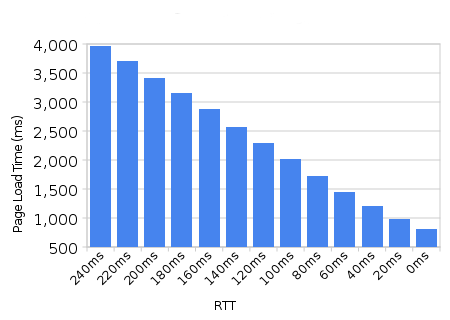 4,000
3,500
3,000
2,500
2,000
1,500
1,000
500
Page Load Time (ms)
240ms
220ms
200ms
180ms
160ms
140ms
120ms
100ms
80ms
60ms
40ms
20ms
0ms
RTT